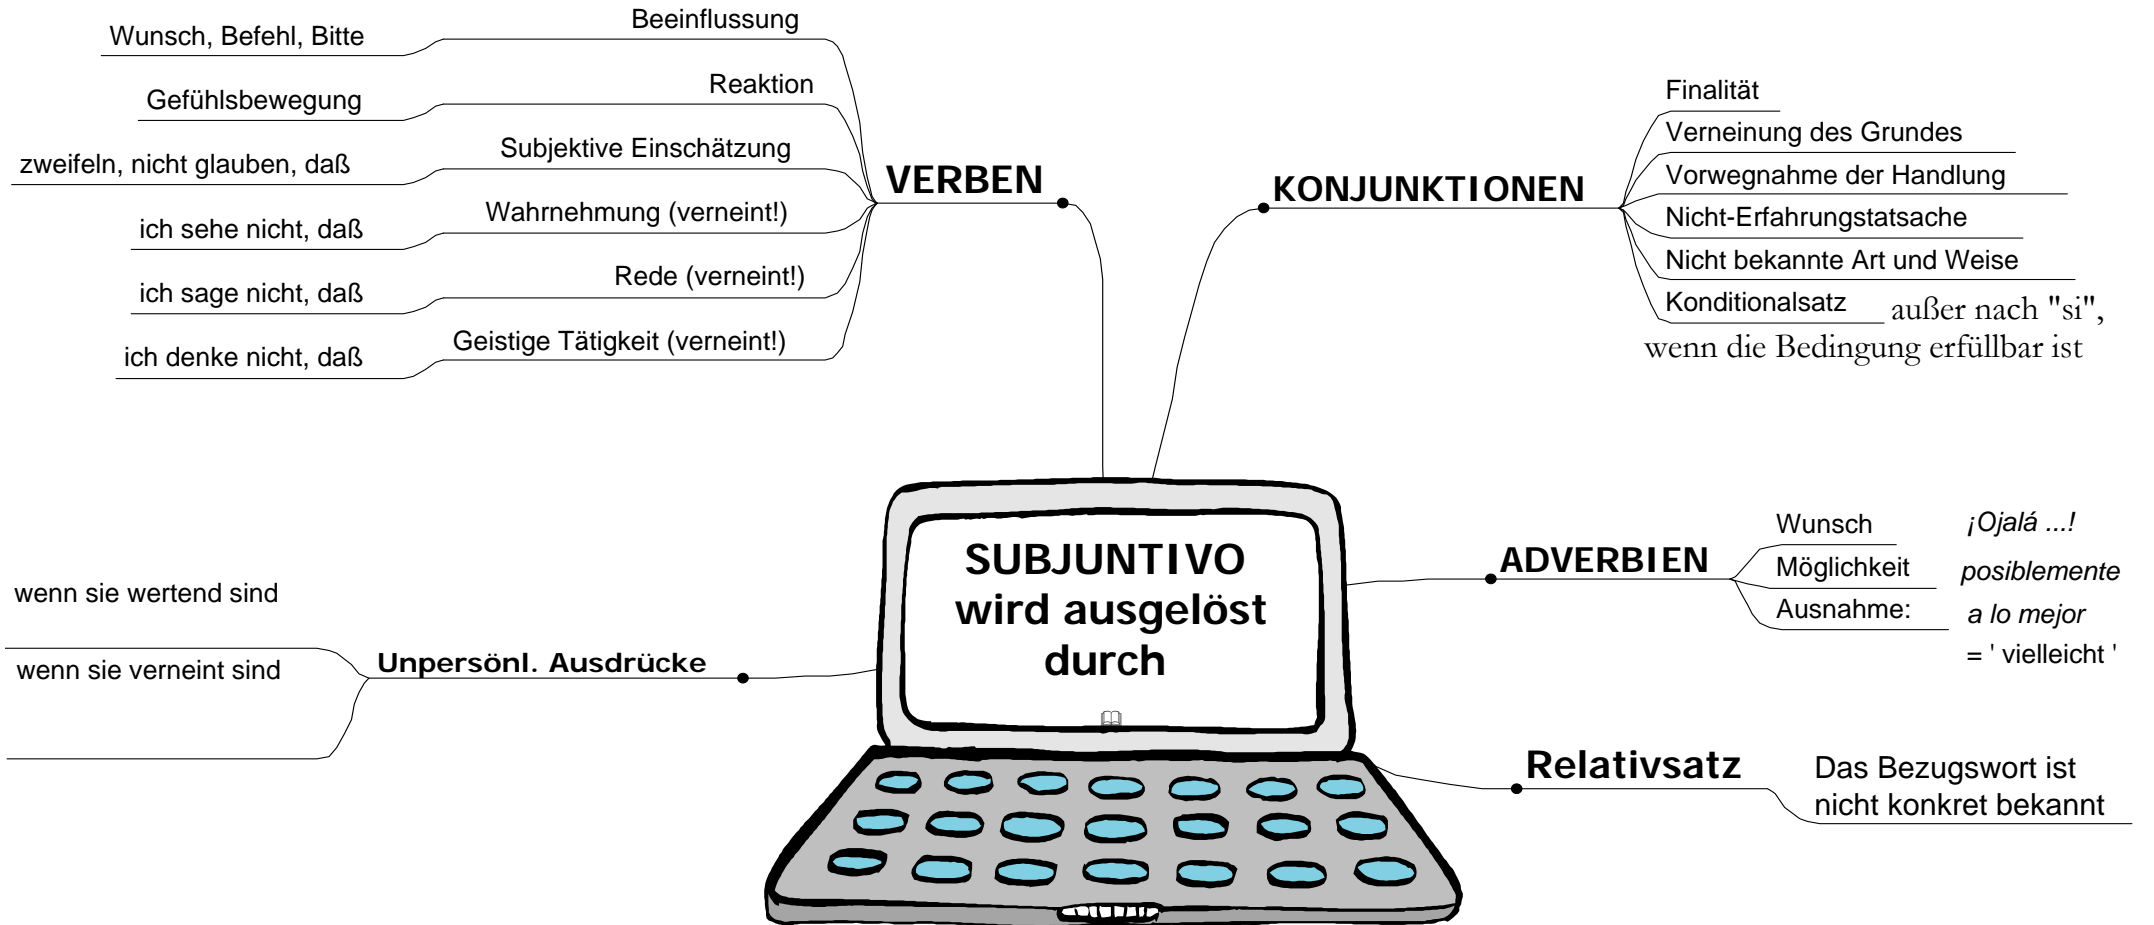 Beeinflussung
Wunsch, Befehl, Bitte
Reaktion
Gefühlsbewegung
Subjektive Einschätzung
zweifeln, nicht glauben, daß
Wahrnehmung (verneint!)
ich sehe nicht, daß
Rede (verneint!)
ich sage nicht, daß
Geistige Tätigkeit (verneint!)
ich denke nicht, daß
VERBEN
KONJUNKTIONEN
Finalität
Verneinung des Grundes
Vorwegnahme der Handlung
Nicht-Erfahrungstatsache
Nicht bekannte Art und Weise
Konditionalsatz außer nach "si",
wenn die Bedingung erfüllbar ist
SUBJUNTIVO
wird ausgelöst
durch
ADVERBIEN
Wunsch ¡Ojalá ...!
Möglichkeit posiblemente
Ausnahme: a lo mejor
= ' vielleicht '
wenn sie wertend sind
wenn sie verneint sind
Unpersönl. Ausdrücke
Relativsatz
Das Bezugswort ist
nicht konkret bekannt